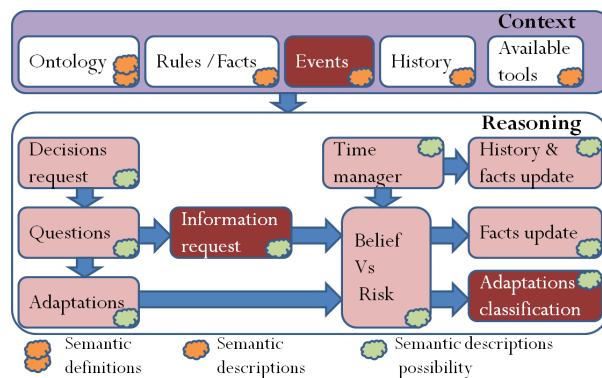 Context
Ontology
Rules /Facts
Events
History
Available
tools
Reasoning
Decisions
request
Time
manager
History &
facts update
Questions
Information
request
Belief
Vs
Risk
Facts update
Adaptations
Adaptations
classification
Semantic
definitions
Semantic
descriptions
Semantic descriptions
possibility